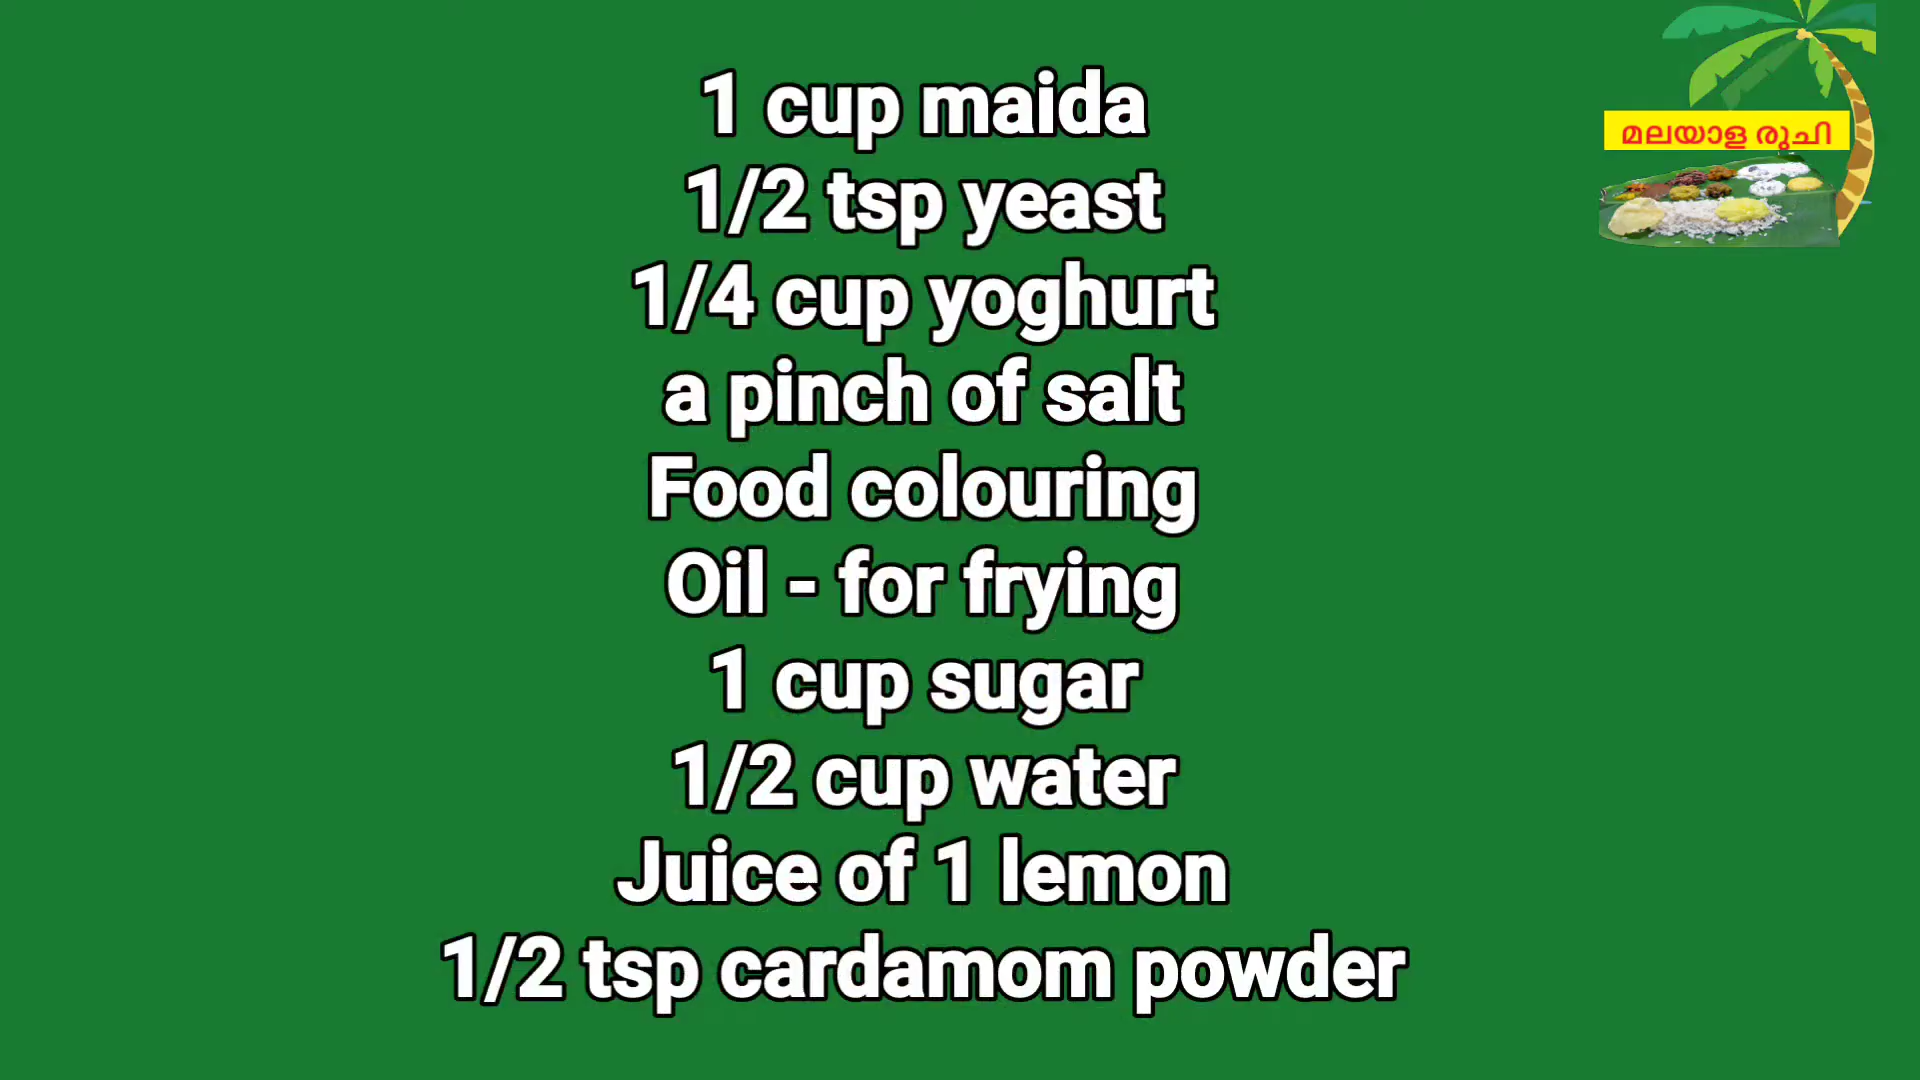 1 cup maida
1/2 tsp yeast
1/4 cup yoghurt
a pinch of salt
Food colouring
Oil - for frying
1 cup sugar
1/2 cup water
Juice of 1 lemon
1/2 tsp cardamom powder
മലയാള രുചി